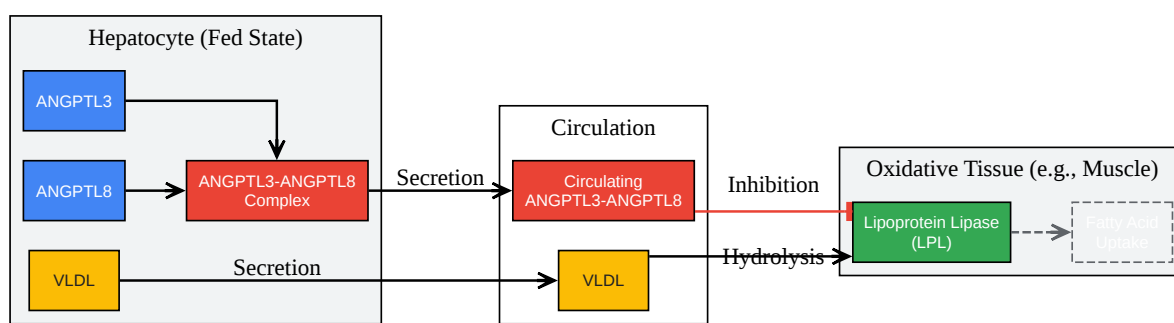 Hepatocyte (Fed State)
ANGPTL3
ANGPTL8
ANGPTL3-ANGPTL8
Complex
VLDL
Secretion
Secretion
Circulation
Circulating
ANGPTL3-ANGPTL8
VLDL
Inhibition
Hydrolysis
Oxidative Tissue (e.g., Muscle)
Lipoprotein Lipase
(LPL)
Fatty Acid
Uptake